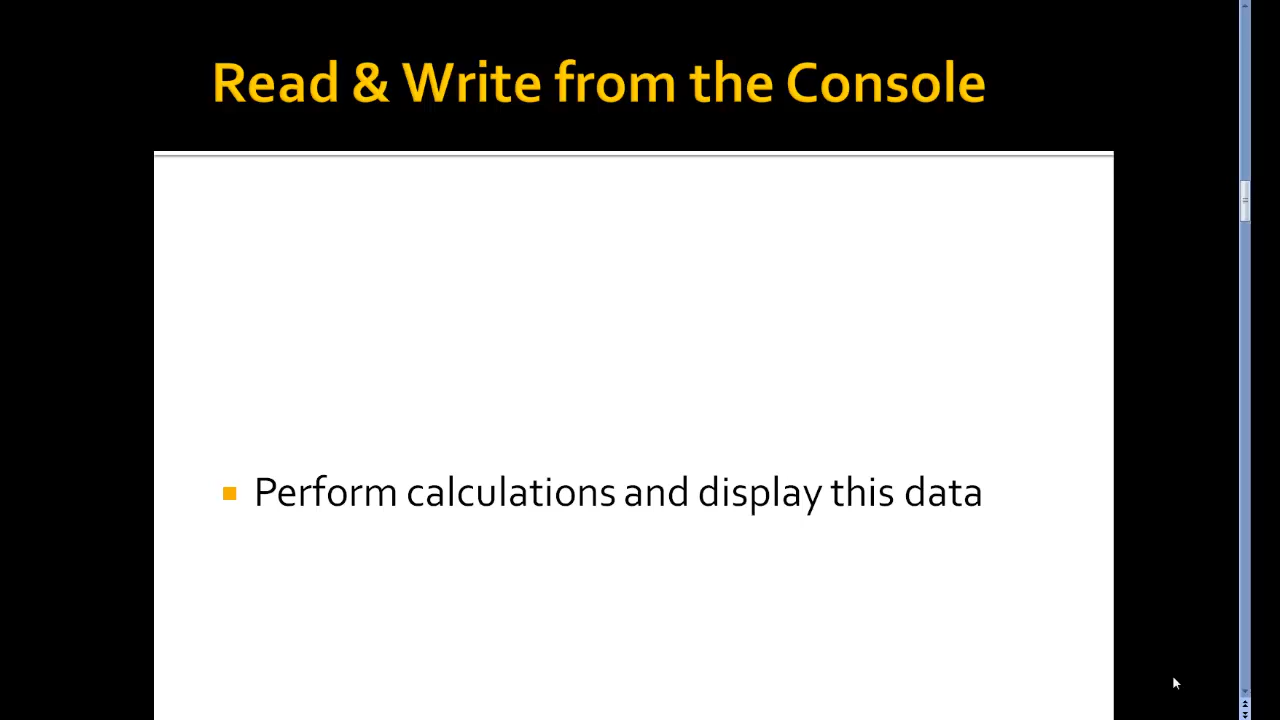 Read & Write from the Console
Perform calculations and display this data